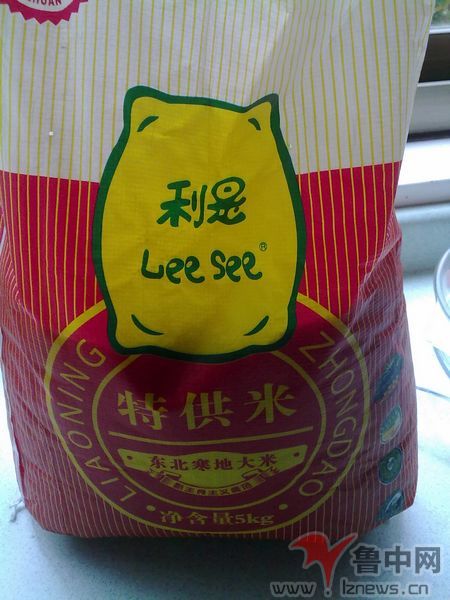 利是
Lee see®
LIAONING ZHONGDAO
特供米
东北寒地大米
净含量5kg
鲁中网
www.lznews.cn